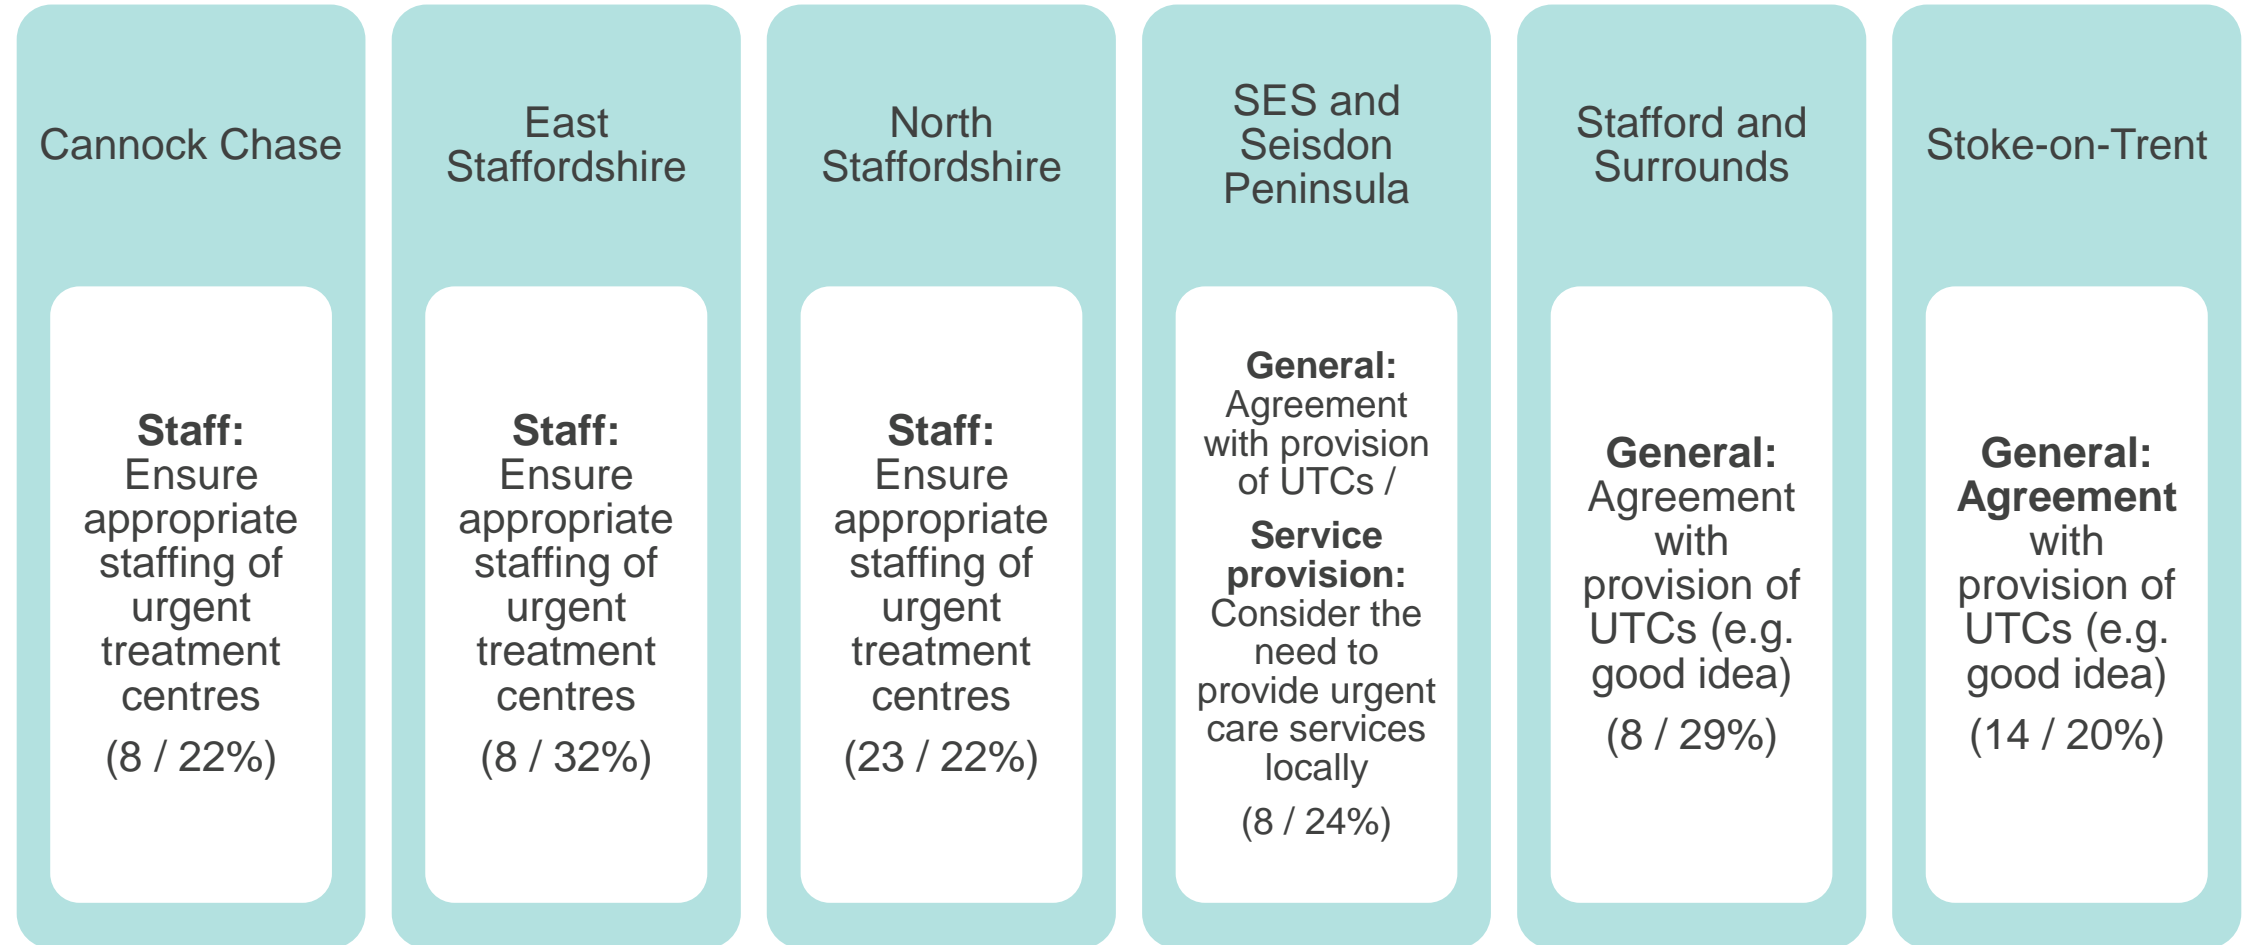 Cannock Chase
Staff:
Ensure
appropriate
staffing of
urgent
treatment
centres
(8 / 22%)
East
Staffordshire
Staff:
Ensure
appropriate
staffing of
urgent
treatment
centres
(8 / 32%)
North
Staffordshire
Staff:
Ensure
appropriate
staffing of
urgent
treatment
centres
(23 / 22%)
SES and
Seisdon
Peninsula
General:
Agreement
with provision
of UTCs /
Service
provision:
Consider the
need to
provide urgent
care services
locally
(8 / 24%)
Stafford and
Surrounds
General:
Agreement
with
provision of
UTCs (e.g.
good idea)
(8 / 29%)
Stoke-on-Trent
General:
Agreement
with
provision of
UTCs (e.g.
good idea)
(14 / 20%)